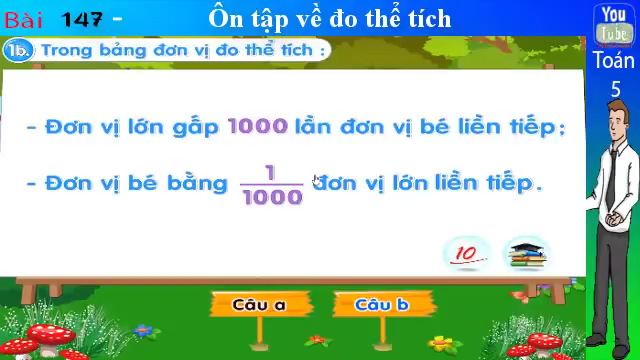 Bài 147 - Ôn tập về đo thể tích
You
Tube
Toán
5
1b. Trong bảng đơn vị đo thể tích :
- Đơn vị lớn gấp 1000 lần đơn vị bé liền tiếp;
- Đơn vị bé bằng 1/1000 đơn vị lớn liền tiếp.
10
Câu a
Câu b